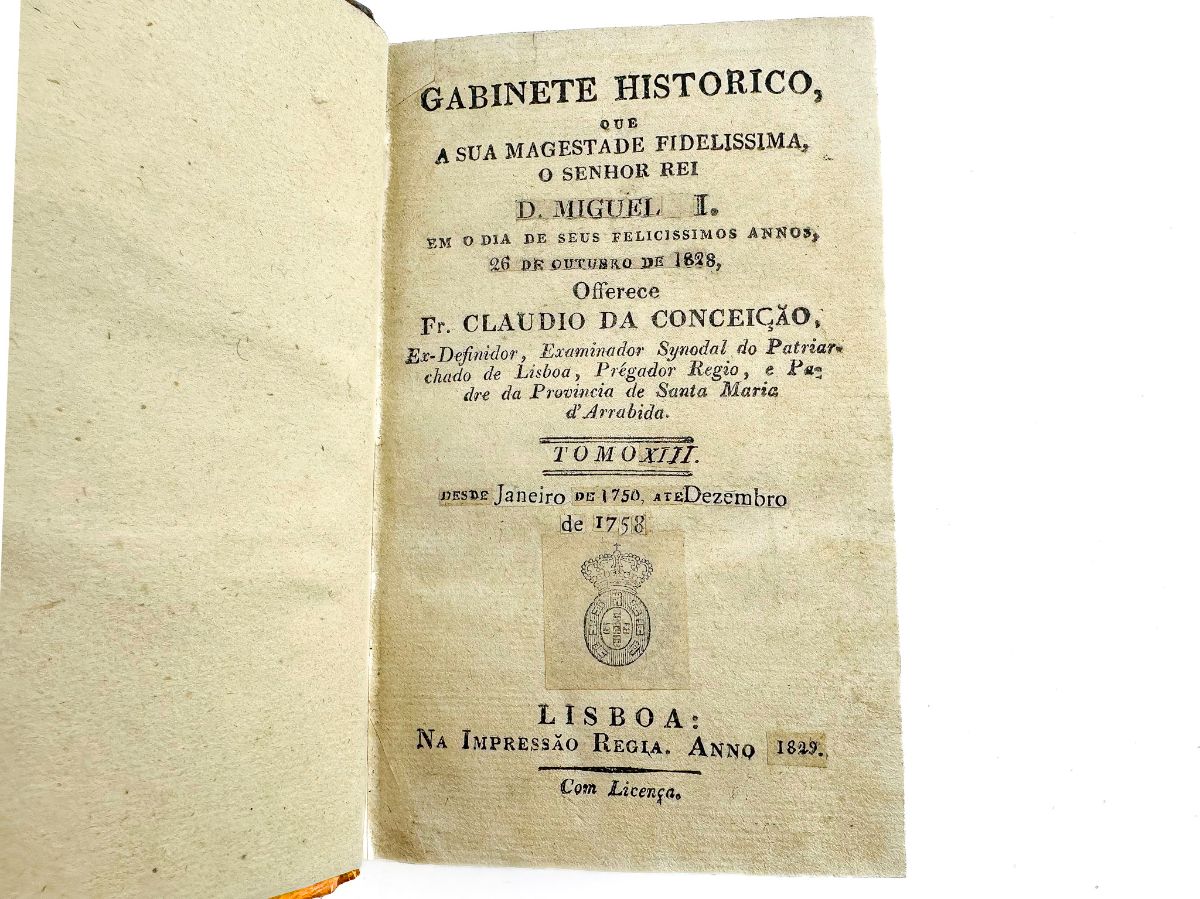 GABINETE HISTORICO,
QUE
A SUA MAGESTADE FIDELISSIMA,
O SENHOR REI
D. MIGUEL I.
EM O DIA DE SEUS FELICISSIMOS ANNOS,
26 DE OUTUBRO DE 1828,
Offerece
Fr. CLAUDIO DA CONCEIÇÃO,
Ex-Definidor, Examinador Synodal do Patriar-
chado de Lisboa, Prégador Regio, e Pa-
dre da Provincia de Santa Maria
d'Arrabida.
TOMO XIII.
DESDE Janeiro DE 1750, ATE Dezembro
de 1758
LISBOA:
NA IMPRESSÃO REGIA. ANNO 1829.
Com Licença.